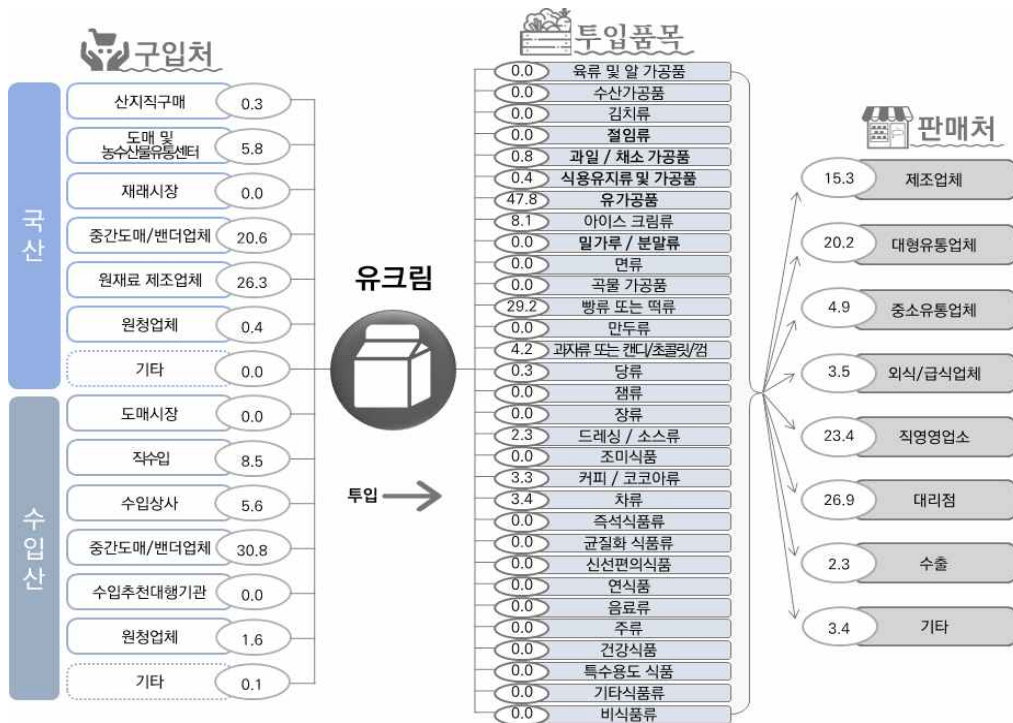 구입처
국산
산지직구매 0.3
도매 및
농수산물유통센터 5.8
재래시장 0.0
중간도매/밴더업체 20.6
원재료 제조업체 26.3
원청업체 0.4
기타 0.0
수입산
도매시장 0.0
직수입 8.5
수입상사 5.6
중간도매/밴더업체 30.8
수입추천대행기관 0.0
원청업체 1.6
기타 0.1
유크림
투입
투입품목
0.0 육류 및 알 가공품
0.0 수산가공품
0.0 김치류
0.0 절임류
0.8 과일 / 채소 가공품
0.4 식용유지류 및 가공품
47.8 유가공품
8.1 아이스 크림류
0.0 밀가루 / 분말류
0.0 면류
0.0 곡물 가공품
29.2 빵류 또는 떡류
0.0 만두류
4.2 과자류 또는 캔디/초콜릿/껌
0.3 당류
0.0 잼류
0.0 장류
2.3 드레싱 / 소스류
0.0 조미식품
3.3 커피 / 코코아류
3.4 차류
0.0 즉석식품류
0.0 균질화 식품류
0.0 신선편의식품
0.0 연식품
0.0 음료류
0.0 주류
0.0 건강식품
0.0 특수용도 식품
0.0 기타식품류
0.0 비식품류
판매처
15.3 제조업체
20.2 대형유통업체
4.9 중소유통업체
3.5 외식/급식업체
23.4 직영영업소
26.9 대리점
2.3 수출
3.4 기타